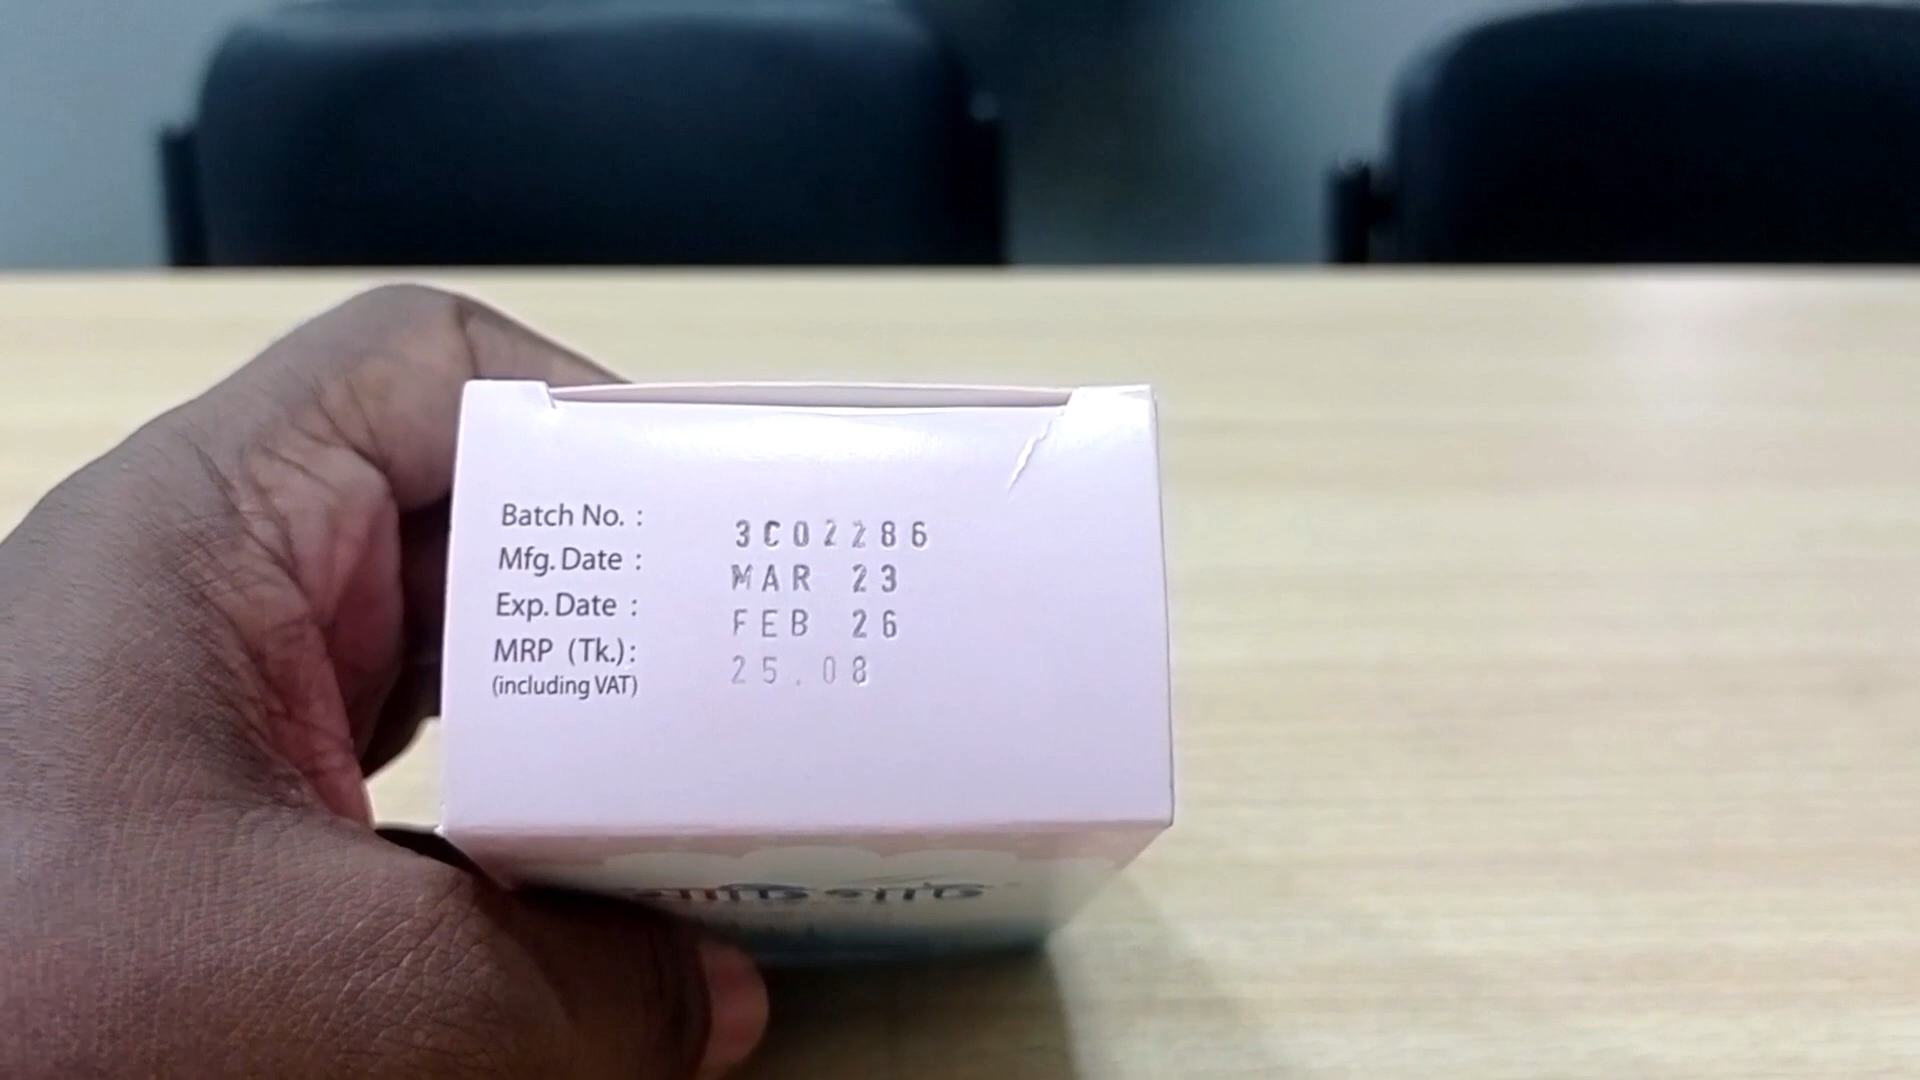 Batch No. : 3C02286
Mfg. Date : MAR 23
Exp. Date : FEB 26
MRP (Tk.): 25.08
(including VAT)